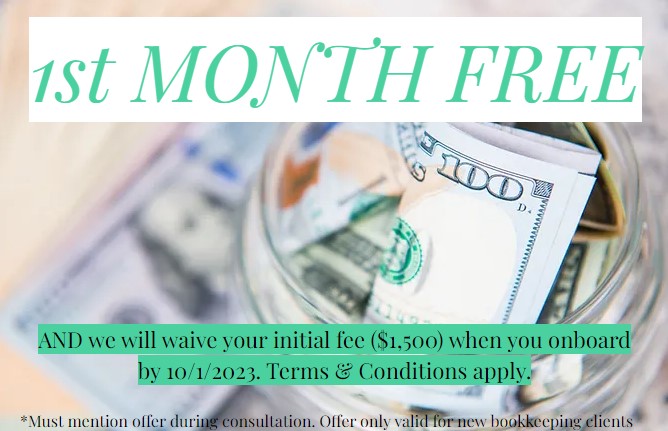 1st MONTH FREE
100
AND we will waive your initial fee ($1,500) when you onboard
by 10/1/2023. Terms & Conditions apply.
*Must mention offer during consultation. Offer only valid for new bookkeeping clients